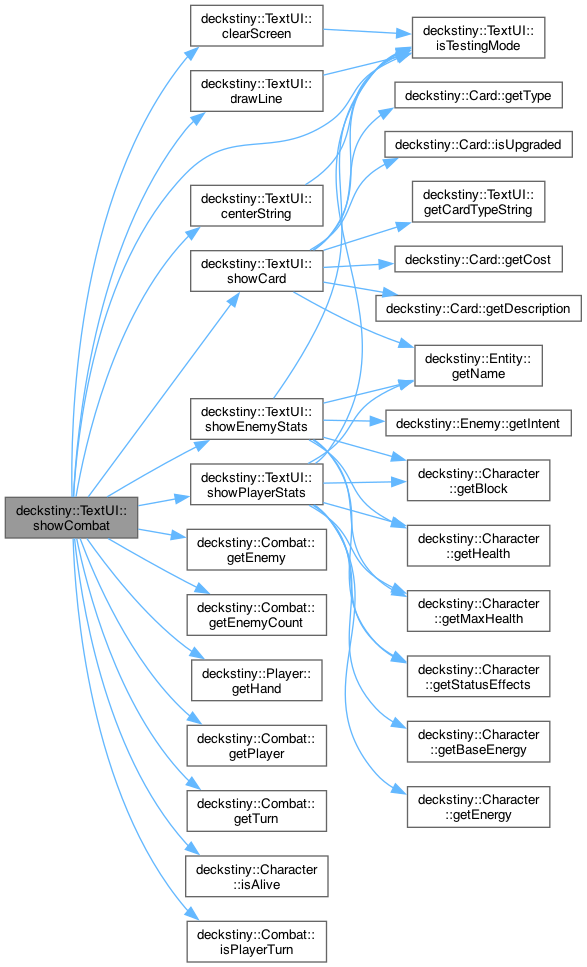 deckstiny::TextUI::
showCombat
deckstiny::TextUI::
clearScreen
deckstiny::TextUI::
drawLine
deckstiny::TextUI::
centerString
deckstiny::TextUI::
showCard
deckstiny::TextUI::
showEnemyStats
deckstiny::TextUI::
showPlayerStats
deckstiny::Combat::
getEnemy
deckstiny::Combat::
getEnemyCount
deckstiny::Player::
getHand
deckstiny::Combat::
getPlayer
deckstiny::Combat::
getTurn
deckstiny::Character
::isAlive
deckstiny::Combat::
isPlayerTurn
deckstiny::TextUI::
isTestingMode
deckstiny::Card::getType
deckstiny::Card::isUpgraded
deckstiny::TextUI::
getCardTypeString
deckstiny::Card::getCost
deckstiny::Card::getDescription
deckstiny::Entity::
getName
deckstiny::Enemy::getIntent
deckstiny::Character
::getBlock
deckstiny::Character
::getHealth
deckstiny::Character
::getMaxHealth
deckstiny::Character
::getStatusEffects
deckstiny::Character
::getBaseEnergy
deckstiny::Character
::getEnergy